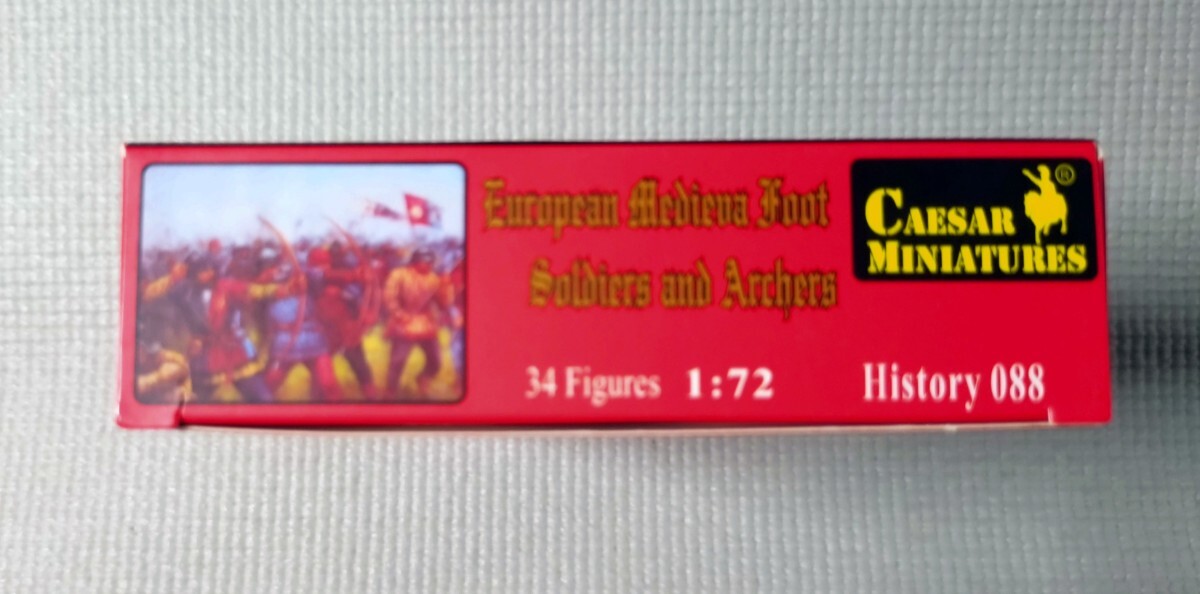 European Medieva Foot
Soldiers and Archers
34 Figures 1:72
CAESAR
MINIATURES
®
History 088